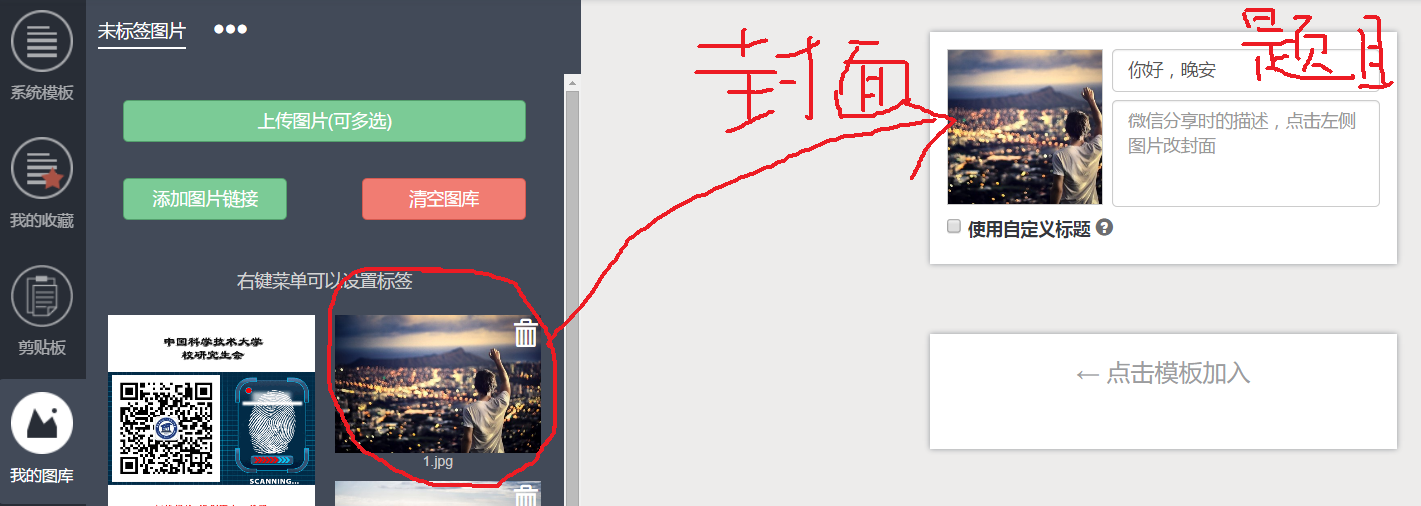 未标签图片 •••
系统模板
我的收藏
剪贴板
我的图库
上传图片(可多选)
添加图片链接 清空图库
右键菜单可以设置标签
中国科学技术大学
校研究生会
SCANNING...
1.jpg
封面
题目
你好，晚安
微信分享时的描述，点击左侧
图片改封面
使用自定义标题 ?
← 点击模板加入